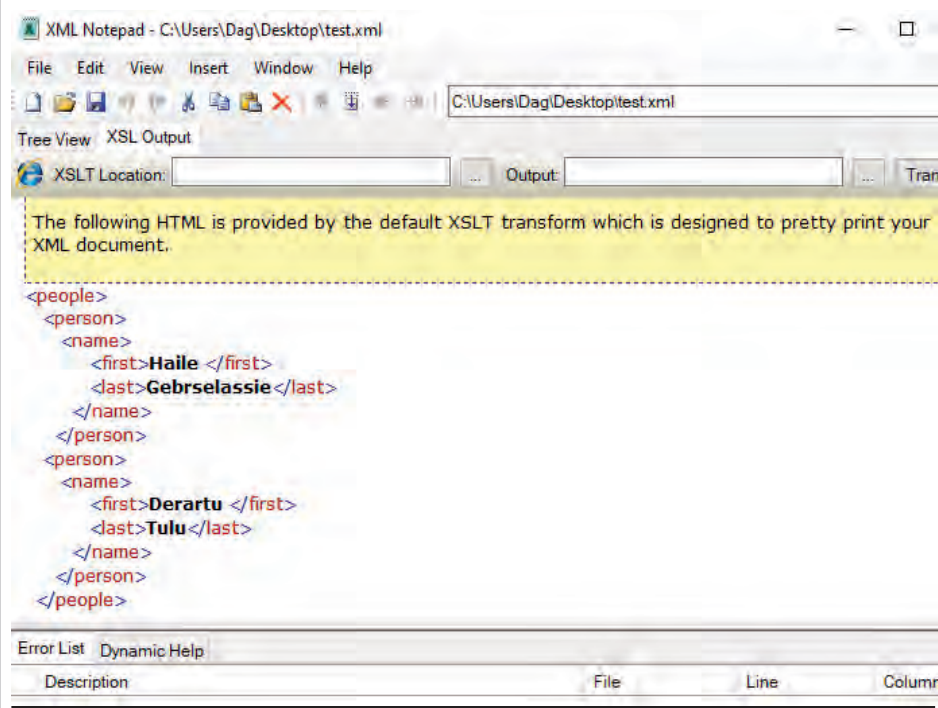 XML Notepad - C:\Users\Dag\Desktop\test.xml
File Edit View Insert Window Help
C:\Users\Dag\Desktop\test.xml
Tree View XSL Output
XSLT Location: ... Output: ... Tran
The following HTML is provided by the default XSLT transform which is designed to pretty print your
XML document.
<people>
<person>
<name>
<first>Haile </first>
<last>Gebrselassie</last>
</name>
</person>
<person>
<name>
<first>Derartu </first>
<last>Tulu</last>
</name>
</person>
</people>
Error List Dynamic Help
Description File Line Column